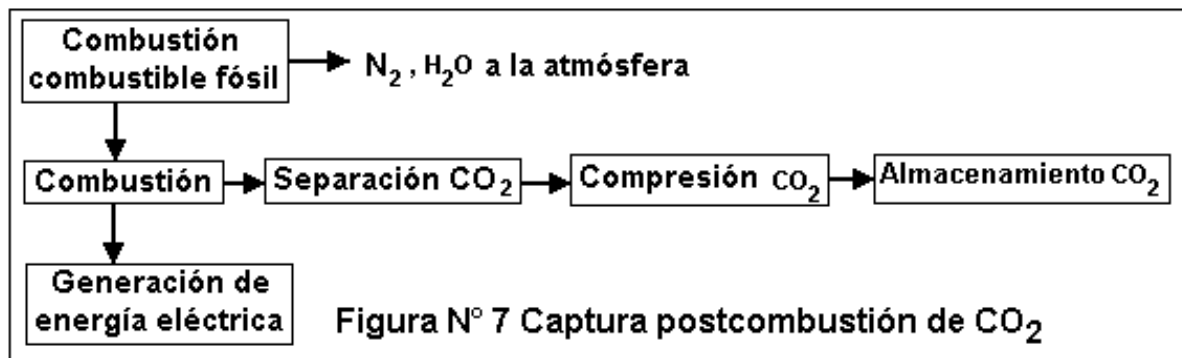 Combustión
combustible fósil
N₂ , H₂O a la atmósfera
Combustión
Separación CO₂
Compresión CO₂
Almacenamiento CO₂
Generación de
energía eléctrica
Figura N° 7 Captura postcombustión de CO₂